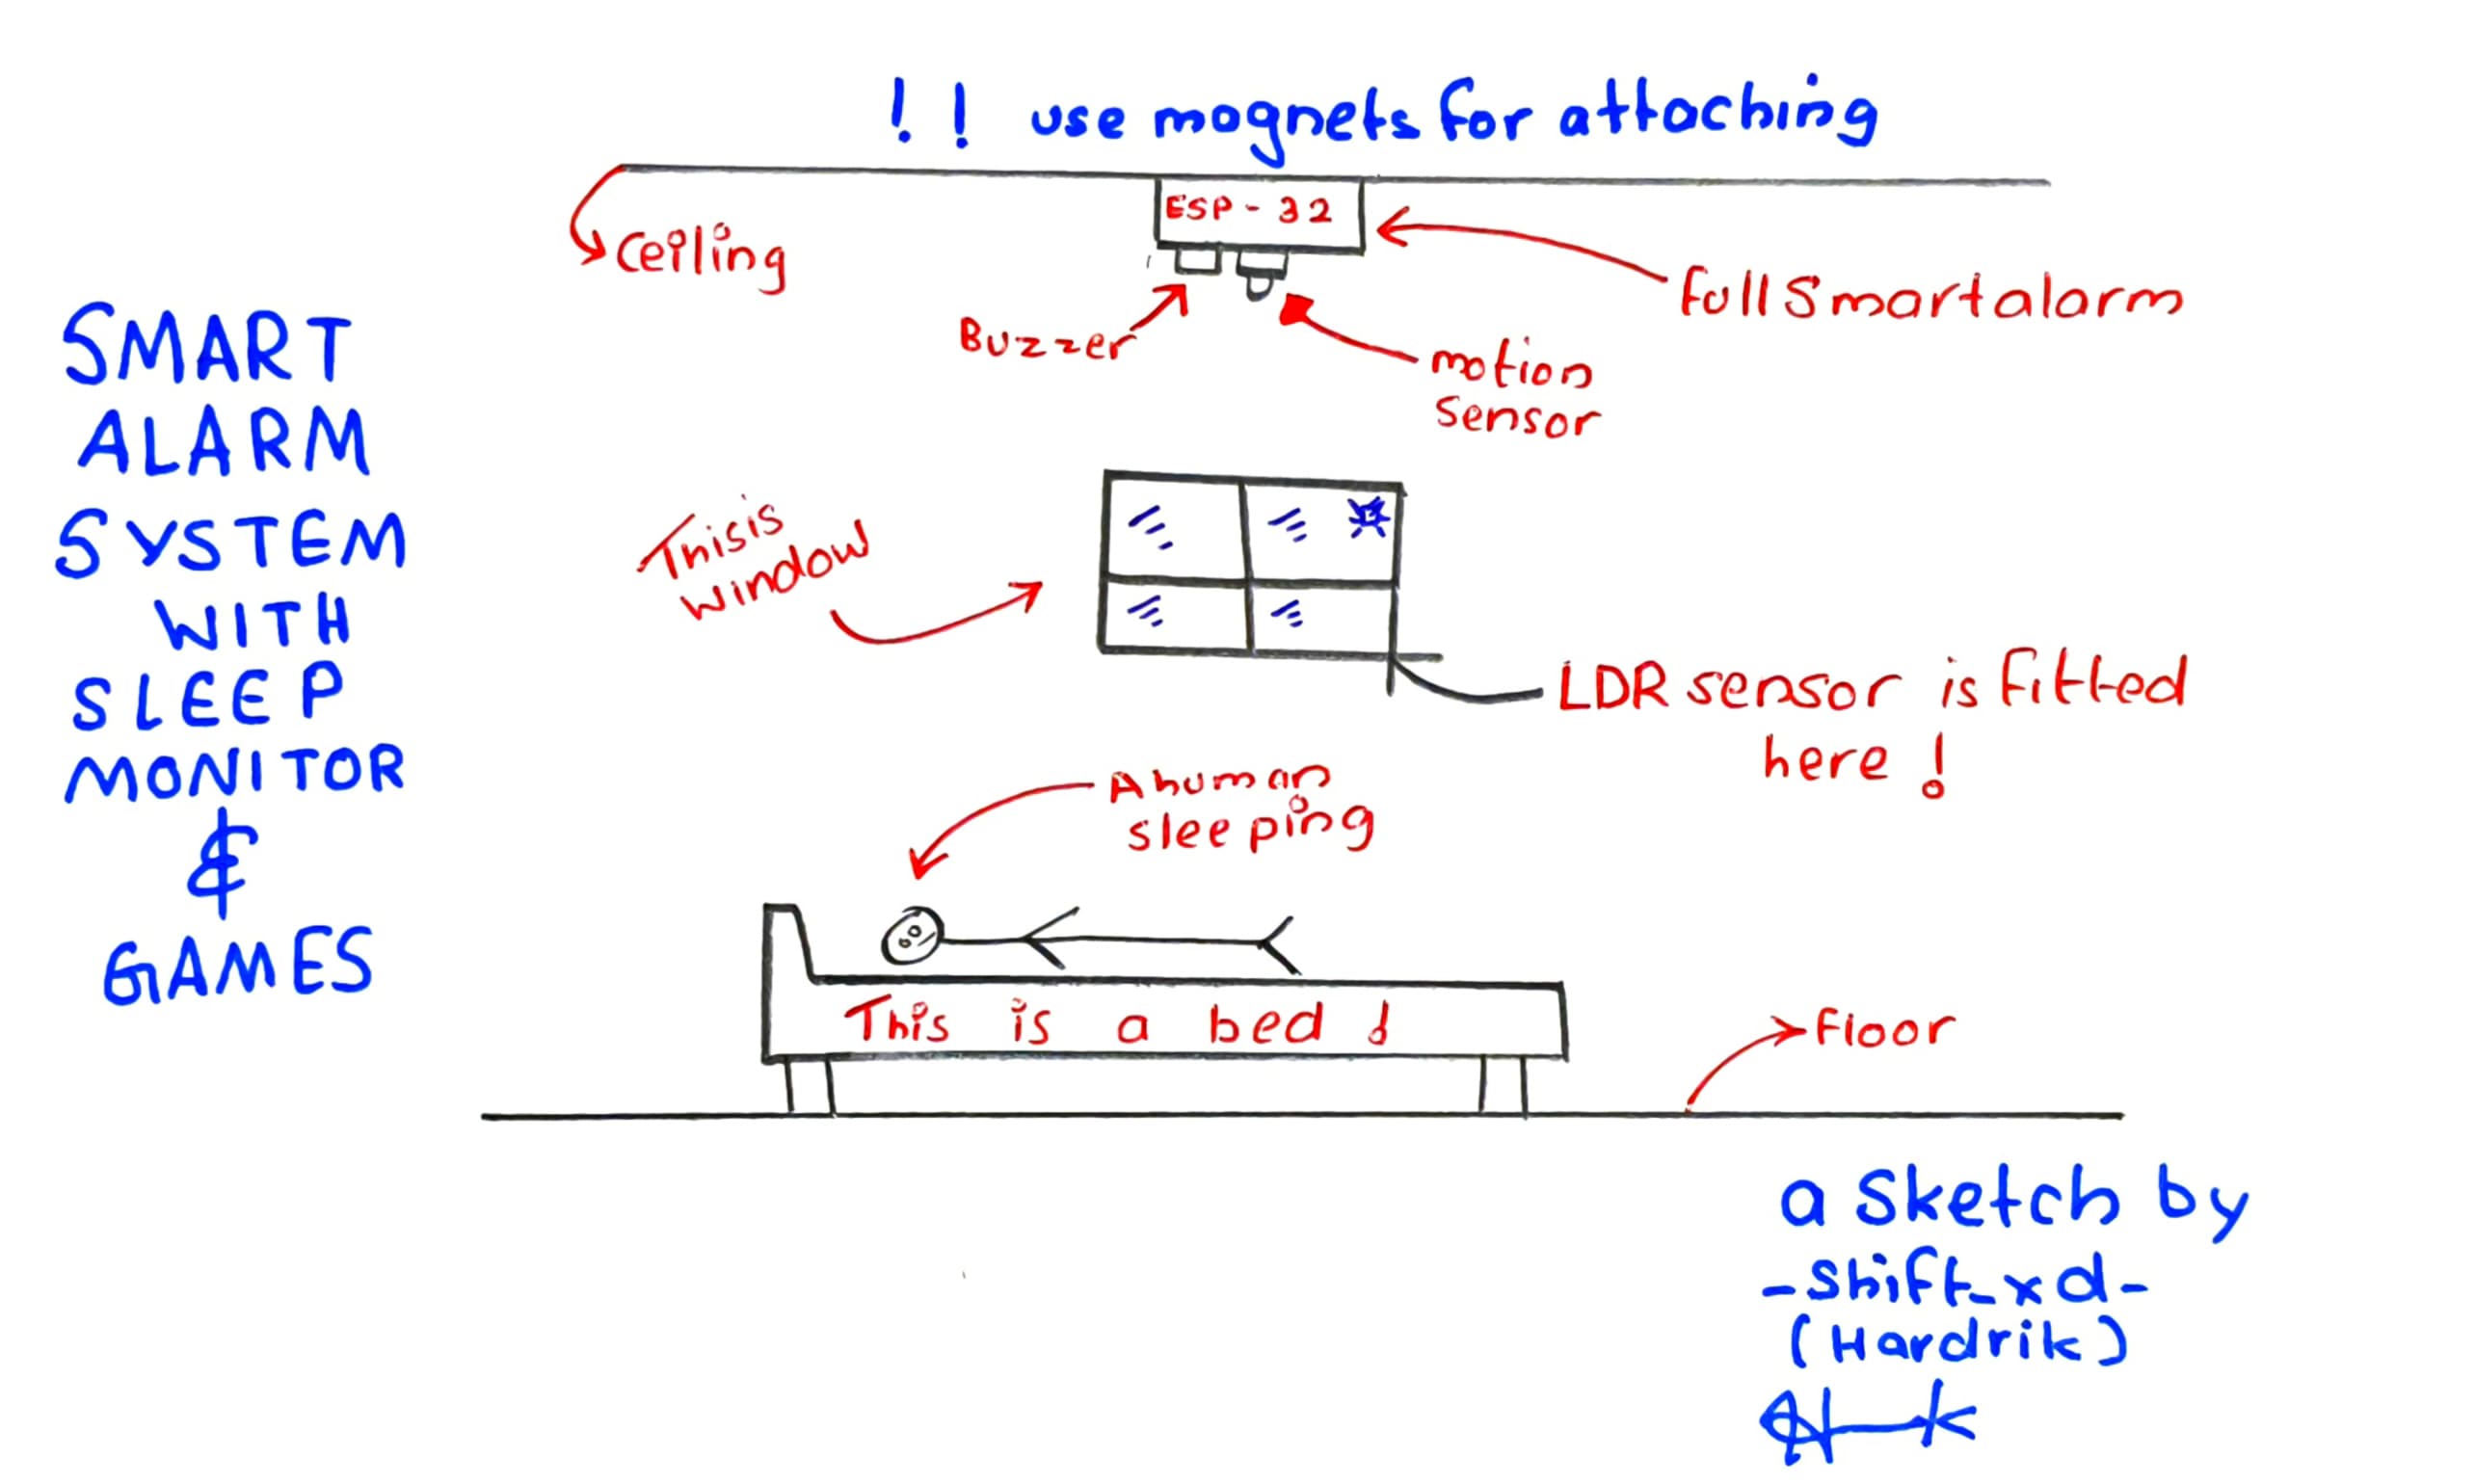 !! use mognets for attaching
ESP-32
Ceiling
full Smart alarm
Buzzer
motion
sensor
SMART
ALARM
SYSTEM
WITH
SLEEP
MONITOR
&
GAMES
This is
window
LDR sensor is fitted
here !
A human
sleeping
This is a bed !
Floor
a sketch by
-shift_xd-
(Hardrik)